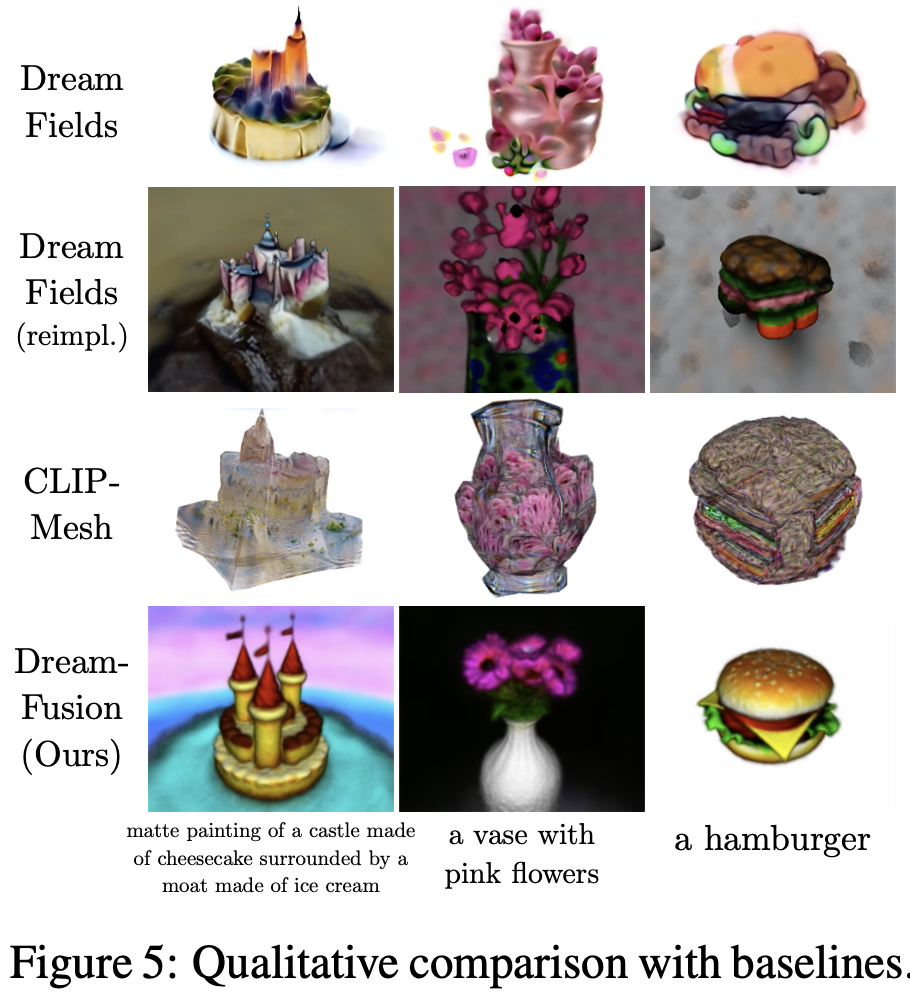 Dream
Fields
Dream
Fields
(reimpl.)
CLIP-
Mesh
Dream-
Fusion
(Ours)
matte painting of a castle made
of cheesecake surrounded by a
moat made of ice cream
a vase with
pink flowers
a hamburger
Figure 5: Qualitative comparison with baselines.